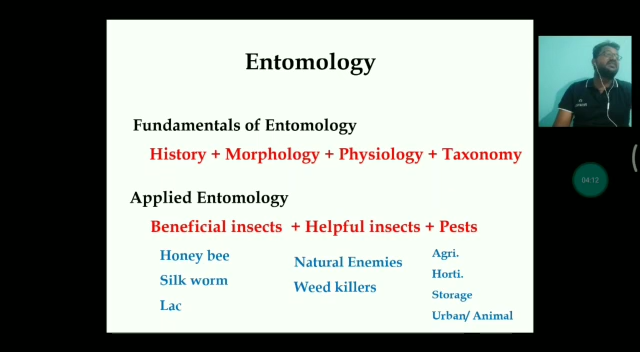 Entomology
Fundamentals of Entomology
History + Morphology + Physiology + Taxonomy
Applied Entomology
Beneficial insects + Helpful insects + Pests
Honey bee
Silk worm
Lac
Natural Enemies
Weed killers
Agri.
Horti.
Storage
Urban/ Animal
04:12